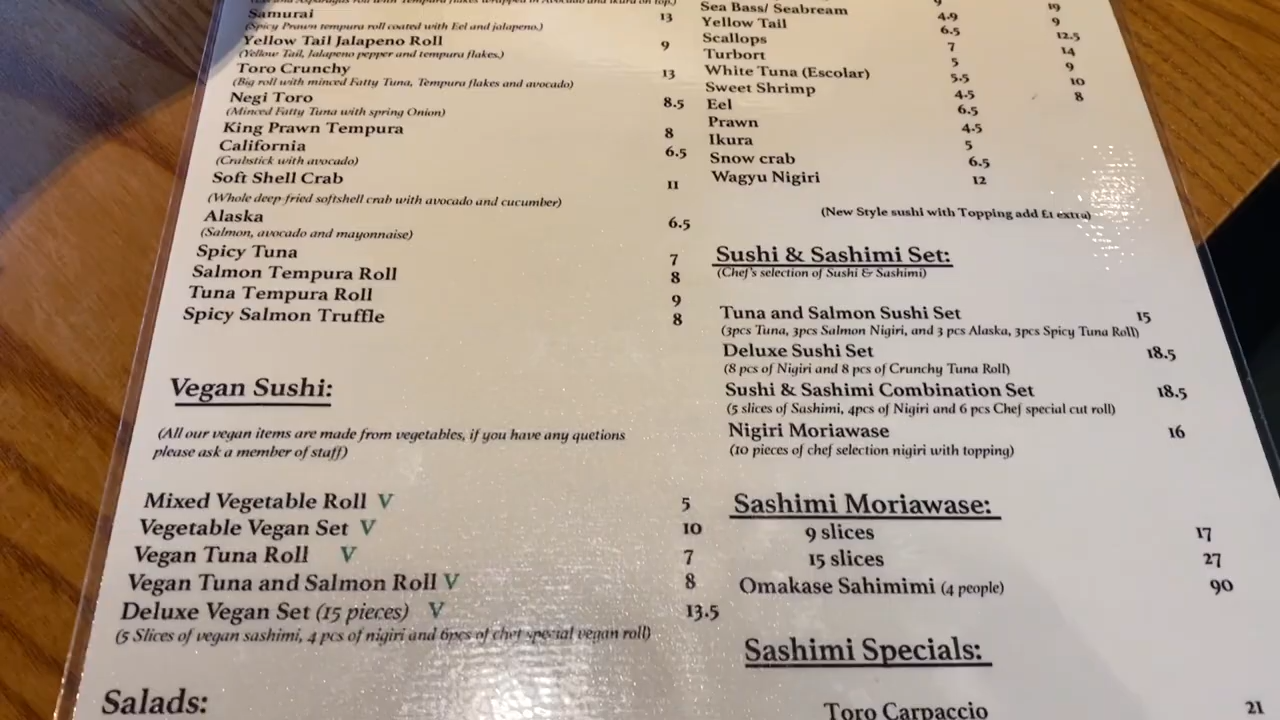 and Asparagus roll with Tempura flakes wrapped in Avocado and Ikura on top.)
Samurai 13
(Spicy Prawn tempura roll coated with Eel and jalapeno.)
Yellow Tail Jalapeno Roll 9
(Yellow Tail, Jalapeno pepper and tempura flakes.)
Toro Crunchy 13
(Big roll with minced Fatty Tuna, Tempura flakes and avocado)
Negi Toro 8.5
(Minced Fatty Tuna with spring Onion)
King Prawn Tempura 8
California 6.5
(Crabstick with avocado)
Soft Shell Crab 11
(Whole deep fried softshell crab with avocado and cucumber)
Alaska 6.5
(Salmon, avocado and mayonnaise)
Spicy Tuna 7
Salmon Tempura Roll 8
Tuna Tempura Roll 9
Spicy Salmon Truffle 8
Vegan Sushi:
(All our vegan items are made from vegetables, if you have any quetions
please ask a member of staff)
Mixed Vegetable Roll V 5
Vegetable Vegan Set V 10
Vegan Tuna Roll V 7
Vegan Tuna and Salmon Roll V 8
Deluxe Vegan Set (15 pieces) V 13.5
(5 Slices of vegan sashimi, 4 pcs of nigiri and 6pcs of chef special vegan roll)
Salads:
Sea Bass/ Seabream 4.9 9
Yellow Tail 6.5 12.5
Scallops 7 14
Turbort 5 9
White Tuna (Escolar) 5.5 10
Sweet Shrimp 4.5 8
Eel 6.5
Prawn 4.5
Ikura 5
Snow crab 6.5
Wagyu Nigiri 12
(New Style sushi with Topping add £1 extra)
Sushi & Sashimi Set:
(Chef's selection of Sushi & Sashimi)
Tuna and Salmon Sushi Set 15
(3pcs Tuna, 3pcs Salmon Nigiri, and 3 pcs Alaska, 3pcs Spicy Tuna Roll)
Deluxe Sushi Set 18.5
(8 pcs of Nigiri and 8 pcs of Crunchy Tuna Roll)
Sushi & Sashimi Combination Set 18.5
(5 slices of Sashimi, 4pcs of Nigiri and 6 pcs Chef special cut roll)
Nigiri Moriawase 16
(10 pieces of chef selection nigiri with topping)
Sashimi Moriawase:
9 slices 17
15 slices 27
Omakase Sahimimi (4 people) 90
Sashimi Specials:
Toro Carpaccio 21